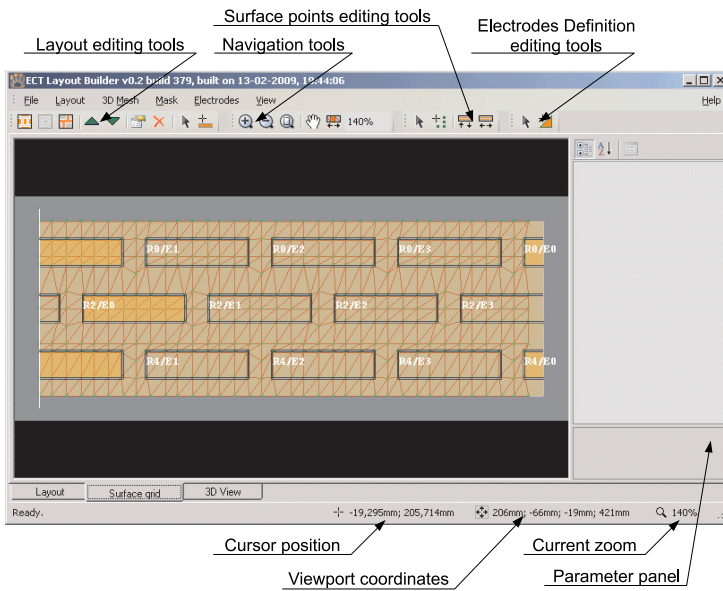 Surface points editing tools
Layout editing tools
Navigation tools
Electrodes Definition
editing tools
ECT Layout Builder v0.2 build 379, built on 13-02-2009, 19:44:06
File Layout 3D Mesh Mask Electrodes View Help
140%
R0/E1 R0/E2 R0/E3 R0/E0
R2/E0 R2/E1 R2/E2 R2/E3
R4/E1 R4/E2 R4/E3 R4/E0
Layout Surface grid 3D View
Ready. -19,295mm; 205,714mm 206mm; -66mm; -19mm; 421mm 140%
Cursor position
Current zoom
Viewport coordinates
Parameter panel